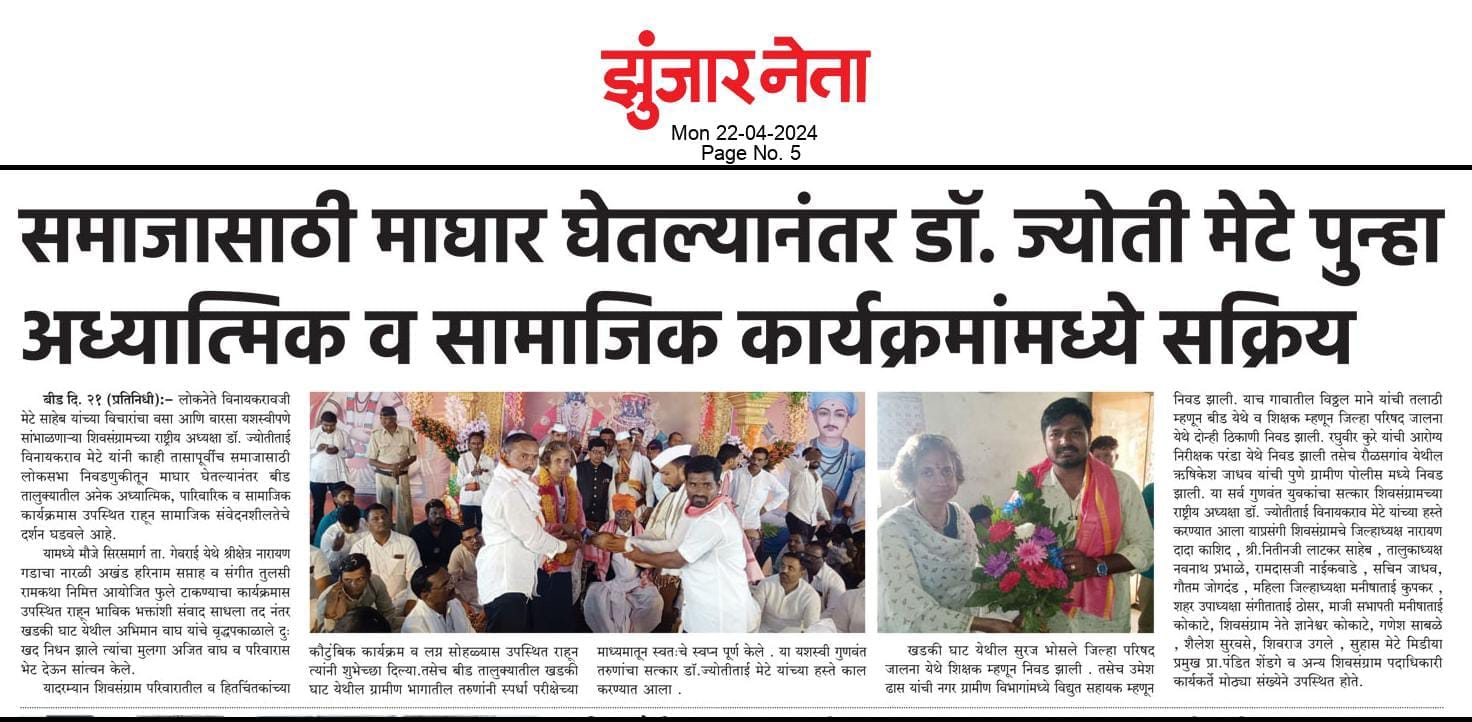 झुंजार नेता
Mon 22-04-2024
Page No. 5
समाजासाठी माघार घेतल्यानंतर डॉ. ज्योती मेटे पुन्हा
अध्यात्मिक व सामाजिक कार्यक्रमांमध्ये सक्रिय
बीड दि. २१ (प्रतिनिधी):– लोकनेते विनायकरावजी
मेटे साहेब यांच्या विचारांचा वसा आणि वारसा यशस्वीपणे
सांभाळणाऱ्या शिवसंग्रामच्या राष्ट्रीय अध्यक्षा डॉ. ज्योतीताई
विनायकराव मेटे यांनी काही तासापूर्वीच समाजासाठी
लोकसभा निवडणुकीतून माघार घेतल्यानंतर बीड
तालुक्यातील अनेक अध्यात्मिक, पारिवारिक व सामाजिक
कार्यक्रमास उपस्थित राहून सामाजिक संवेदनशीलतेचे
दर्शन घडवले आहे.
यामध्ये मौजे सिरसमार्ग ता. गेवराई येथे श्रीक्षेत्र नारायण
गडाचा नारळी अखंड हरिनाम सप्ताह व संगीत तुलसी
रामकथा निमित्त आयोजित फुले टाकण्याचा कार्यक्रमास
उपस्थित राहून भाविक भक्तांशी संवाद साधला तद नंतर
खडकी घाट येथील अभिमान वाघ यांचे वृद्धपकाळाले दुः
खद निधन झाले त्यांचा मुलगा अजित वाघ व परिवारास
भेट देऊन सांत्वन केले.
यादरम्यान शिवसंग्राम परिवारातील व हितचिंतकांच्या
कौटुंबिक कार्यक्रम व लग्न सोहळ्यास उपस्थित राहून
त्यांनी शुभेच्छा दिल्या.तसेच बीड तालुक्यातील खडकी
घाट येथील ग्रामीण भागातील तरुणांनी स्पर्धा परीक्षेच्या
माध्यमातून स्वतःचे स्वप्न पूर्ण केले . या यशस्वी गुणवंत
तरुणांचा सत्कार डॉ.ज्योतीताई मेटे यांच्या हस्ते काल
करण्यात आला .
खडकी घाट येथील सुरज भोसले जिल्हा परिषद
जालना येथे शिक्षक म्हणून निवड झाली . तसेच उमेश
ढास यांची नगर ग्रामीण विभागांमध्ये विद्युत सहायक म्हणून
निवड झाली. याच गावातील विठ्ठल माने यांची तलाठी
म्हणून बीड येथे व शिक्षक म्हणून जिल्हा परिषद जालना
येथे दोन्ही ठिकाणी निवड झाली. रघुवीर कुरे यांची आरोग्य
निरीक्षक परंडा येथे निवड झाली तसेच रौळसगांव येथील
ऋषिकेश जाधव यांची पुणे ग्रामीण पोलीस मध्ये निवड
झाली. या सर्व गुणवंत युवकांचा सत्कार शिवसंग्रामच्या
राष्ट्रीय अध्यक्षा डॉ. ज्योतीताई विनायकराव मेटे यांच्या हस्ते
करण्यात आला याप्रसंगी शिवसंग्रामचे जिल्हाध्यक्ष नारायण
दादा काशिद , श्री.नितीनजी लाटकर साहेब , तालुकाध्यक्ष
नवनाथ प्रभाळे, रामदासजी नाईकवाडे , सचिन जाधव,
गौतम जोगदंड , महिला जिल्हाध्यक्षा मनीषाताई कुपकर ,
शहर उपाध्यक्षा संगीताताई ठोसर, माजी सभापती मनीषाताई
कोकाटे, शिवसंग्राम नेते ज्ञानेश्वर कोकाटे, गणेश साबळे
, शैलेश सुरवसे, शिवराज उगले , सुहास मेटे मिडीया
प्रमुख प्रा.पंडित शेंडगे व अन्य शिवसंग्राम पदाधिकारी
कार्यकर्ते मोठ्या संख्येने उपस्थित होते.